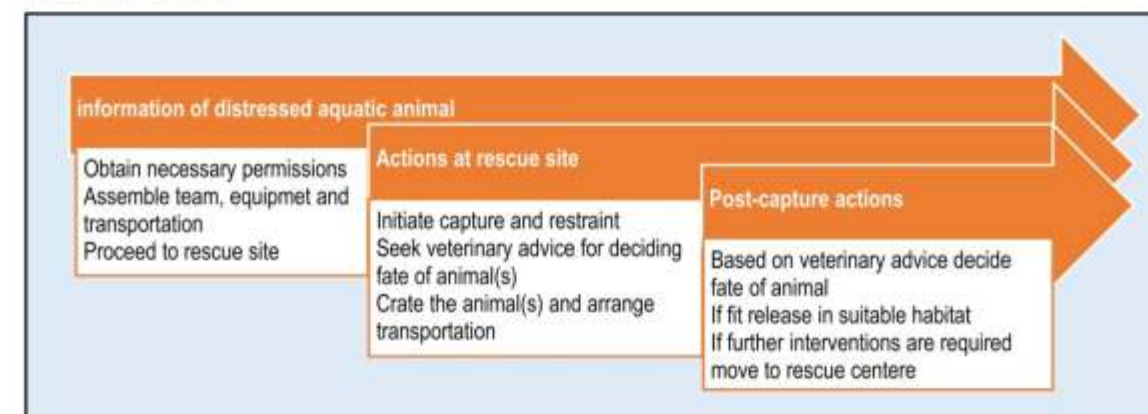 information of distressed aquatic animal
Obtain necessary permissions
Assemble team, equipmet and
transportation
Proceed to rescue site
Actions at rescue site
Initiate capture and restraint
Seek veterinary advice for deciding
fate of animal(s)
Crate the animal(s) and arrange
transportation
Post-capture actions
Based on veterinary advice decide
fate of animal
If fit release in suitable habitat
If further interventions are required
move to rescue centere